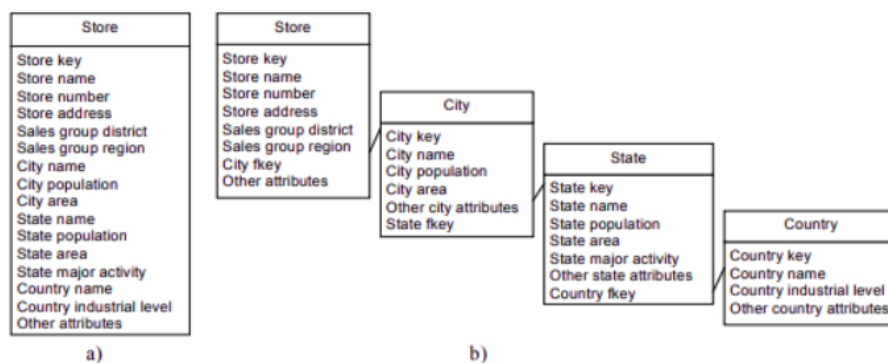 Store
Store key
Store name
Store number
Store address
Sales group district
Sales group region
City name
City population
City area
State name
State population
State area
State major activity
Country name
Country industrial level
Other attributes
a)
Store
Store key
Store name
Store number
Store address
Sales group district
Sales group region
City fkey
Other attributes
City
City key
City name
City population
City area
Other city attributes
State fkey
State
State key
State name
State population
State area
State major activity
Other state attributes
Country fkey
Country
Country key
Country name
Country industrial level
Other country attributes
b)